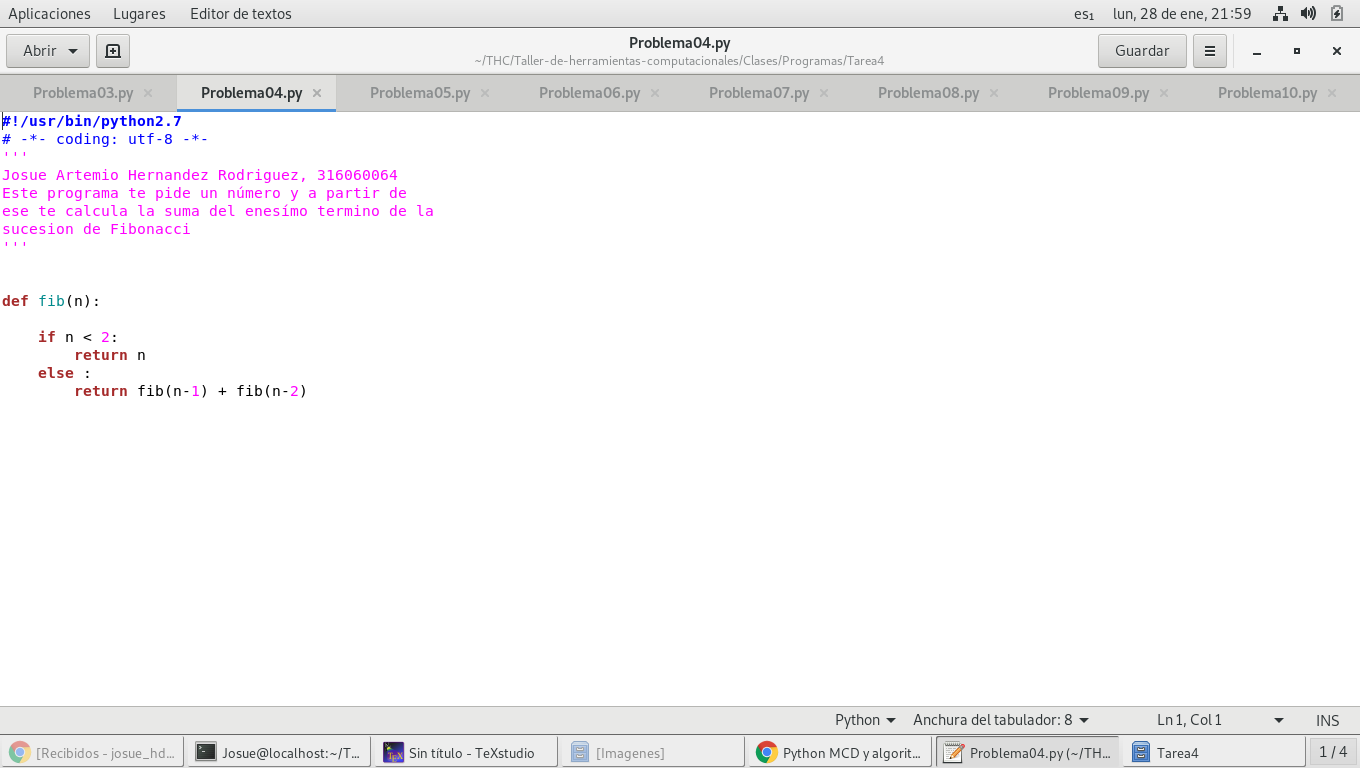 Aplicaciones Lugares Editor de textos es₁ lun, 28 de ene, 21:59
Abrir Problema04.py Guardar
~/THC/Taller-de-herramientas-computacionales/Clases/Programas/Tarea4
Problema03.py × Problema04.py × Problema05.py × Problema06.py × Problema07.py × Problema08.py × Problema09.py × Problema10.py ×
#!/usr/bin/python2.7
# -*- coding: utf-8 -*-
'''
Josue Artemio Hernandez Rodriguez, 316060064
Este programa te pide un número y a partir de
ese te calcula la suma del enesímo termino de la
sucesion de Fibonacci
'''
def fib(n):
    if n < 2:
        return n
    else :
        return fib(n-1) + fib(n-2)
Python Anchura del tabulador: 8 Ln 1, Col 1 INS
[Recibidos - josue_hd... Josue@localhost:~/T... Sin título - TeXstudio [Imagenes] Python MCD y algorit... Problema04.py (~/TH... Tarea4 1 / 4